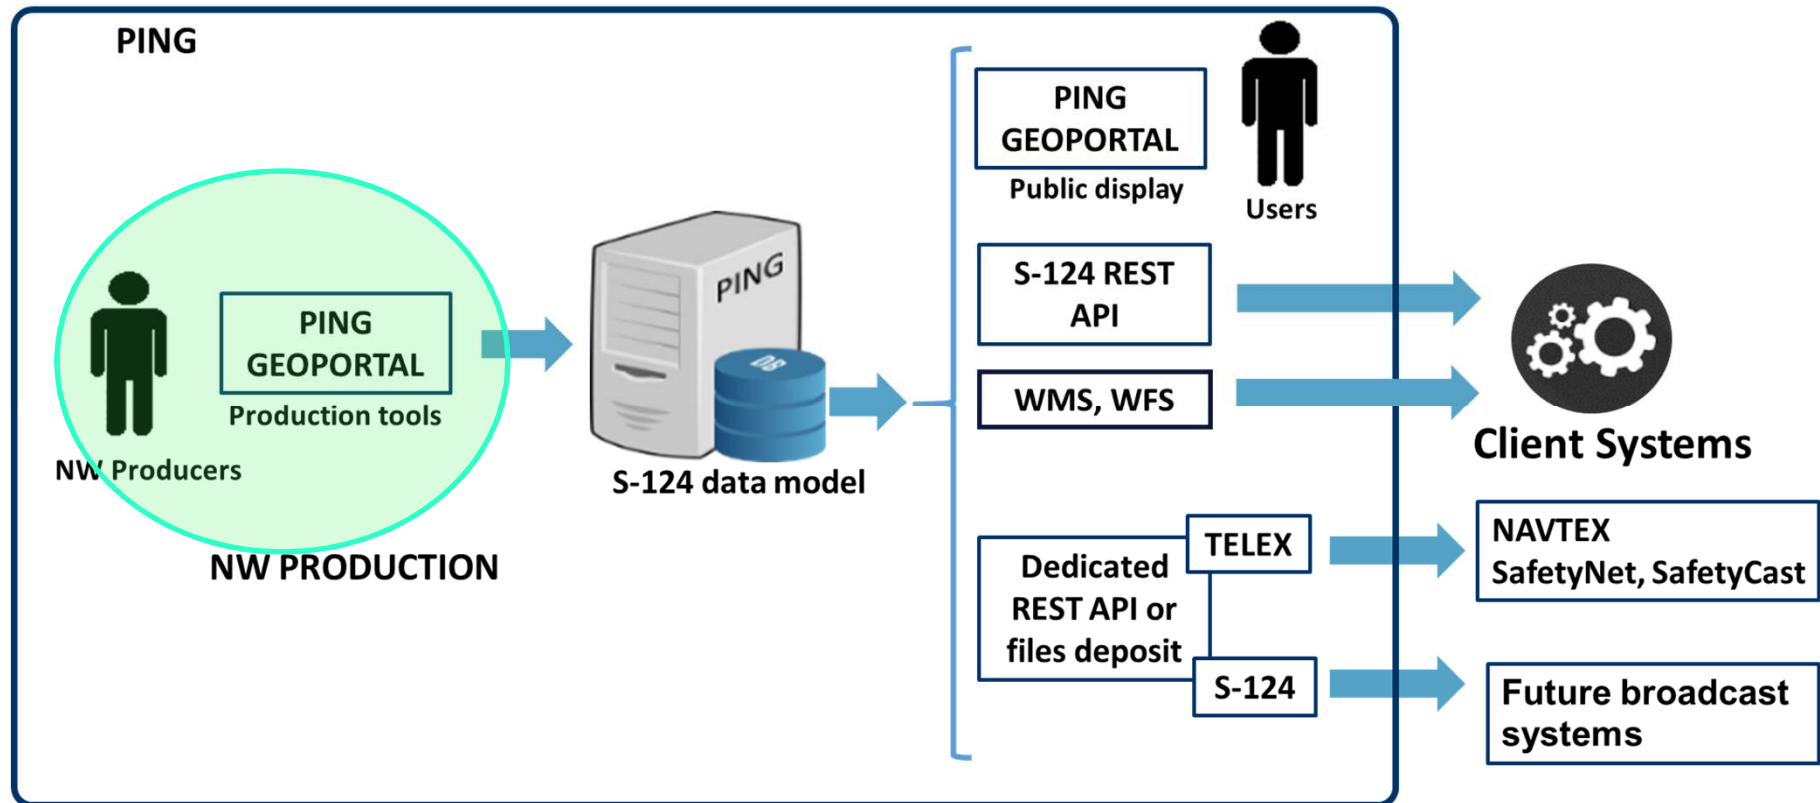 PING
NW Producers
PING
GEOPORTAL
Production tools
NW PRODUCTION
PING
DB
S-124 data model
PING
GEOPORTAL
Public display
Users
S-124 REST
API
WMS, WFS
Client Systems
Dedicated
REST API or
files deposit
TELEX
S-124
NAVTEX
SafetyNet, SafetyCast
Future broadcast
systems